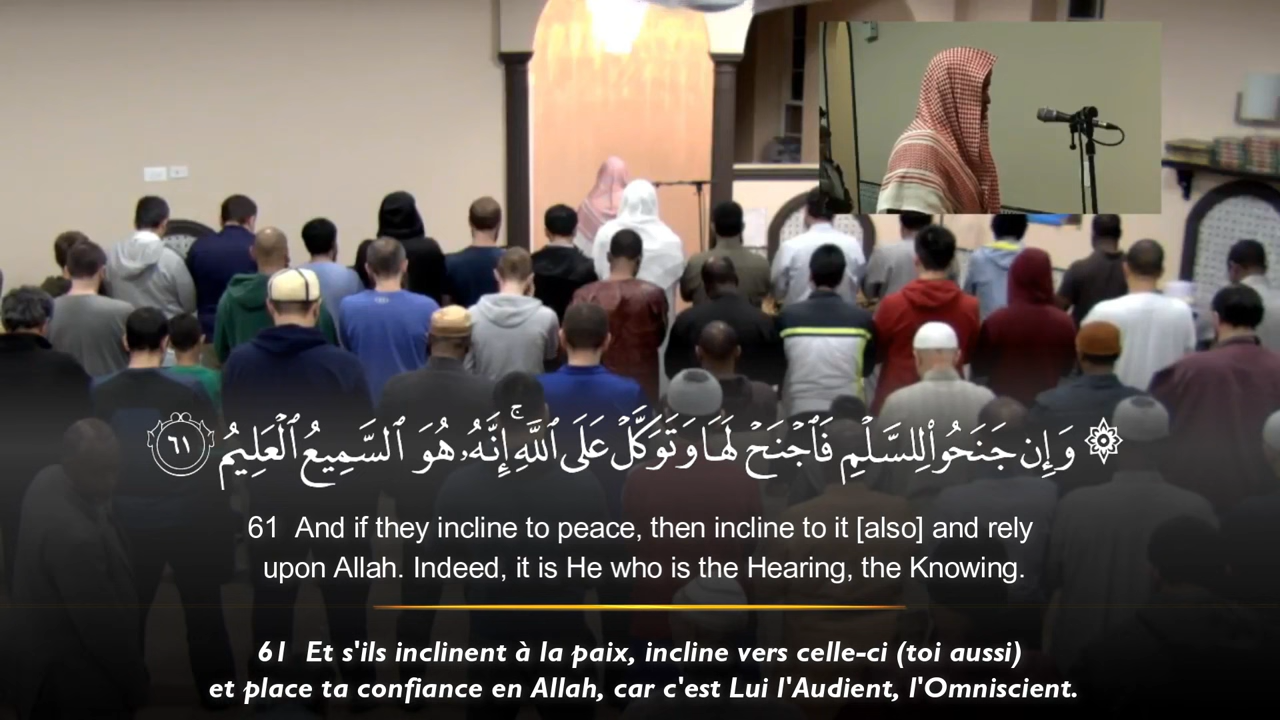 ۞ وَإِن جَنَحُوا۟ لِلسَّلْمِ فَٱجْنَحْ لَهَا وَتَوَكَّلْ عَلَى ٱللَّهِ ۚ إِنَّهُۥ هُوَ ٱلسَّمِيعُ ٱلْعَلِيمُ ٦١
61 And if they incline to peace, then incline to it [also] and rely
upon Allah. Indeed, it is He who is the Hearing, the Knowing.
61 Et s'ils inclinent à la paix, incline vers celle-ci (toi aussi)
et place ta confiance en Allah, car c'est Lui l'Audient, l'Omniscient.